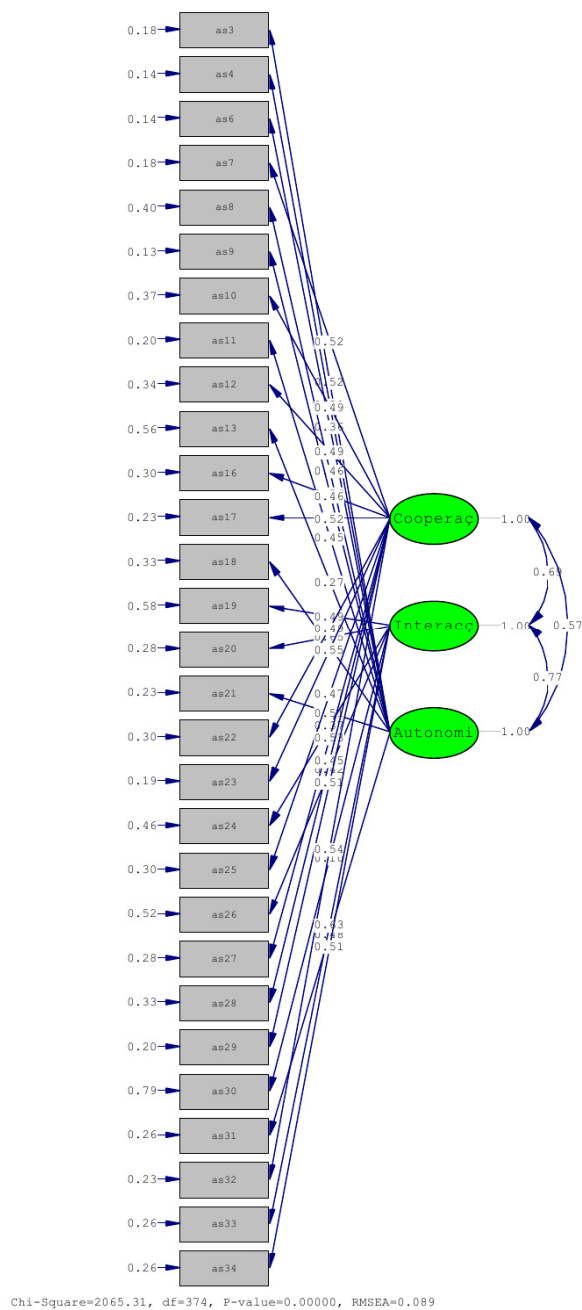 0.18 as3
0.14 as4
0.14 as6
0.18 as7
0.40 as8
0.13 as9
0.37 as10
0.20 as11
0.52
0.34 as12
0.52
0.49
0.56 as13
0.36
0.49
0.30 as16
0.46
0.46
0.23 as17
0.52
Cooperaç
1.00
0.45
0.33 as18
0.69
0.27
0.58 as19
0.49
Interacç
1.00
0.57
0.28 as20
0.55
0.77
0.23 as21
0.47
0.30 as22
Autonomi
1.00
0.53
0.45
0.19 as23
0.51
0.46 as24
0.54
0.30 as25
0.52 as26
0.63
0.51
0.28 as27
0.33 as28
0.20 as29
0.79 as30
0.26 as31
0.23 as32
0.26 as33
0.26 as34
Chi-Square=2065.31, df=374, P-value=0.00000, RMSEA=0.089